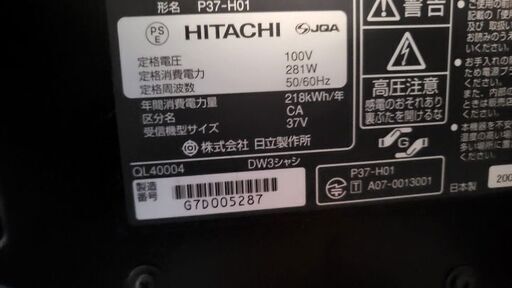 形名 P37-H01
PS
E
HITACHI JQA
定格電圧 100V
定格消費電力 281W
定格周波数 50/60Hz
年間消費電力量 218kWh/年
区分名 CA
受信機型サイズ 37V
株式会社 日立製作所
QL40004 DW3シャシ
製造
番号
G7D005287
警告
高圧注意
感電のおそれあり
裏ぶたを開けるな
G
P37-H01
T A07-0013001
日本製
200